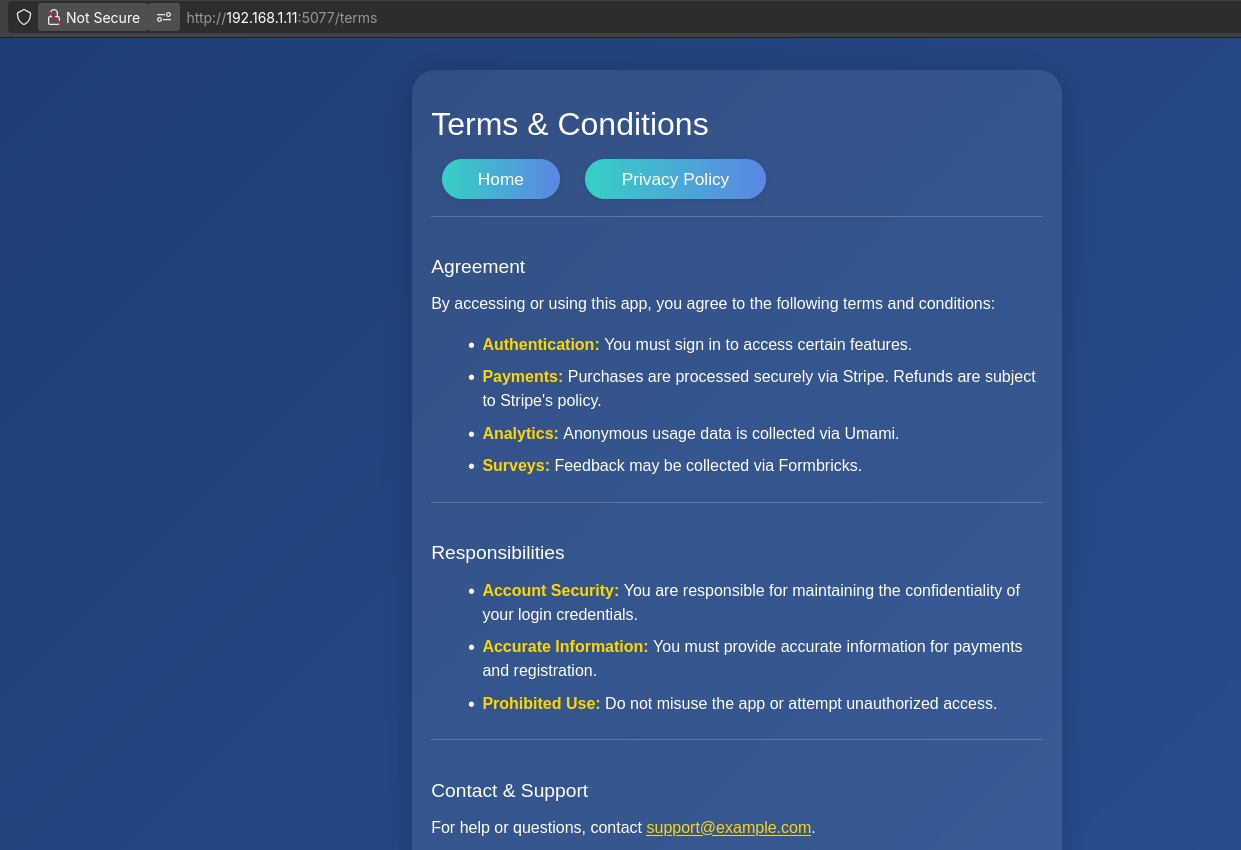 Not Secure http://192.168.1.11:5077/terms
Terms & Conditions
Home Privacy Policy
Agreement
By accessing or using this app, you agree to the following terms and conditions:
• Authentication: You must sign in to access certain features.
• Payments: Purchases are processed securely via Stripe. Refunds are subject
to Stripe's policy.
• Analytics: Anonymous usage data is collected via Umami.
• Surveys: Feedback may be collected via Formbricks.
Responsibilities
• Account Security: You are responsible for maintaining the confidentiality of
your login credentials.
• Accurate Information: You must provide accurate information for payments
and registration.
• Prohibited Use: Do not misuse the app or attempt unauthorized access.
Contact & Support
For help or questions, contact support@example.com.